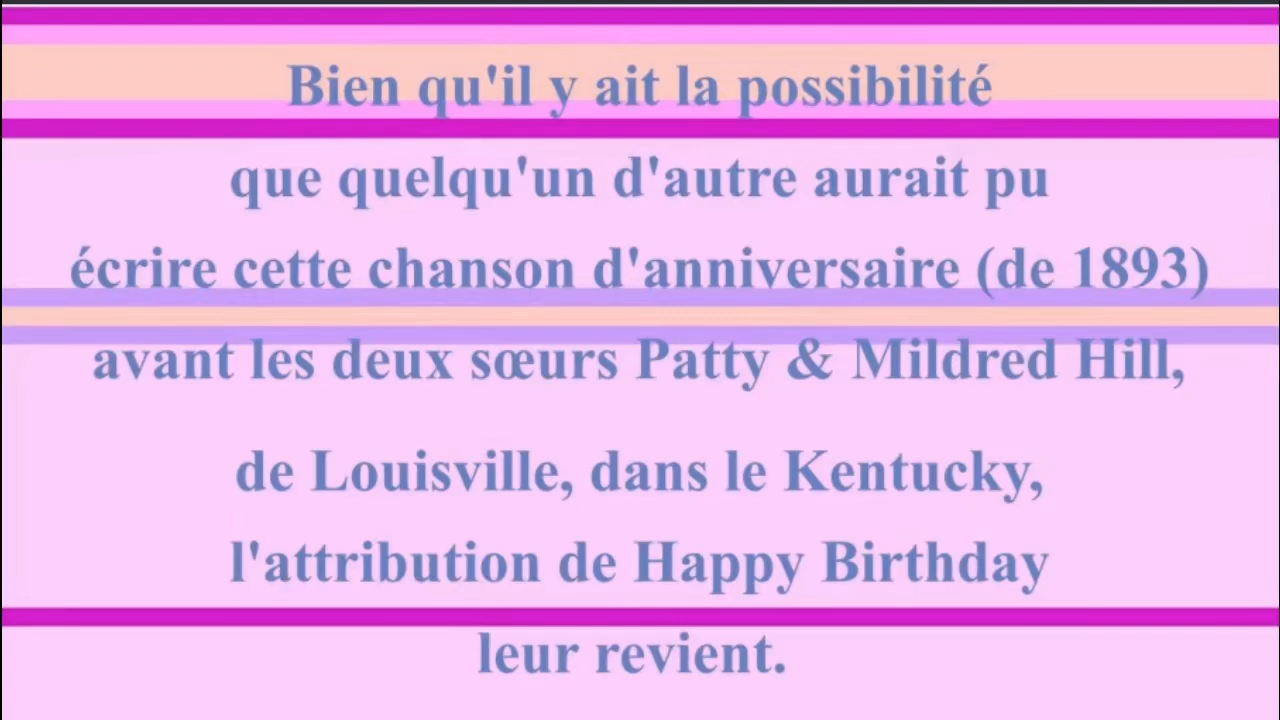 Bien qu'il y ait la possibilité
que quelqu'un d'autre aurait pu
écrire cette chanson d'anniversaire (de 1893)
avant les deux sœurs Patty & Mildred Hill,
de Louisville, dans le Kentucky,
l'attribution de Happy Birthday
leur revient.